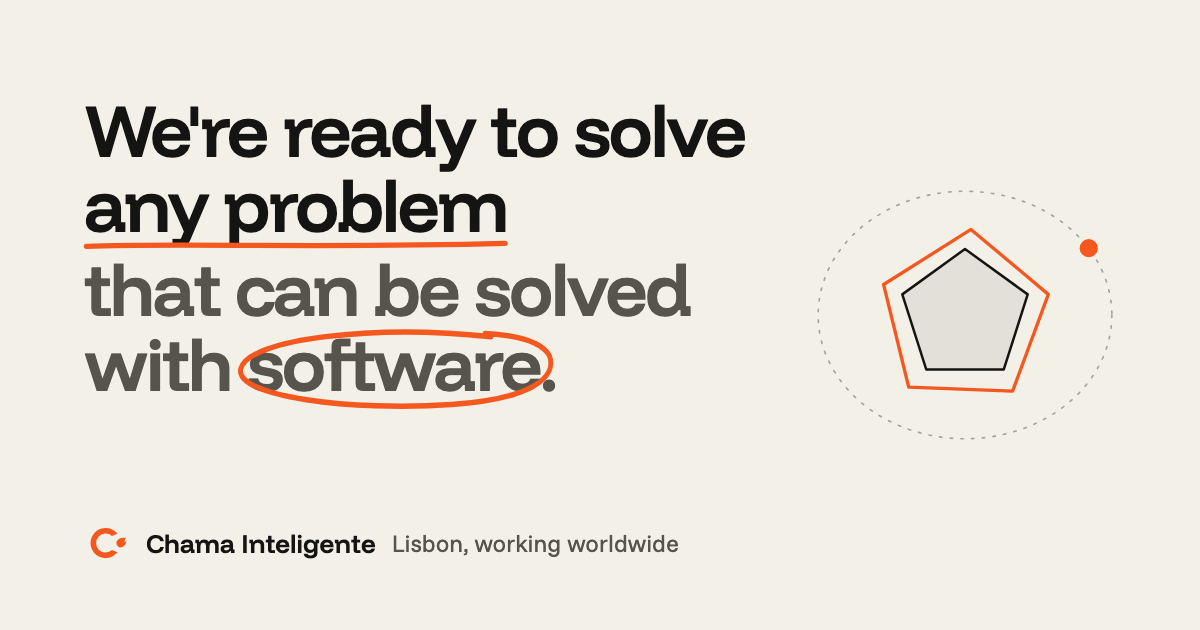 We're ready to solve
any problem
that can be solved
with software.
Chama Inteligente Lisbon, working worldwide